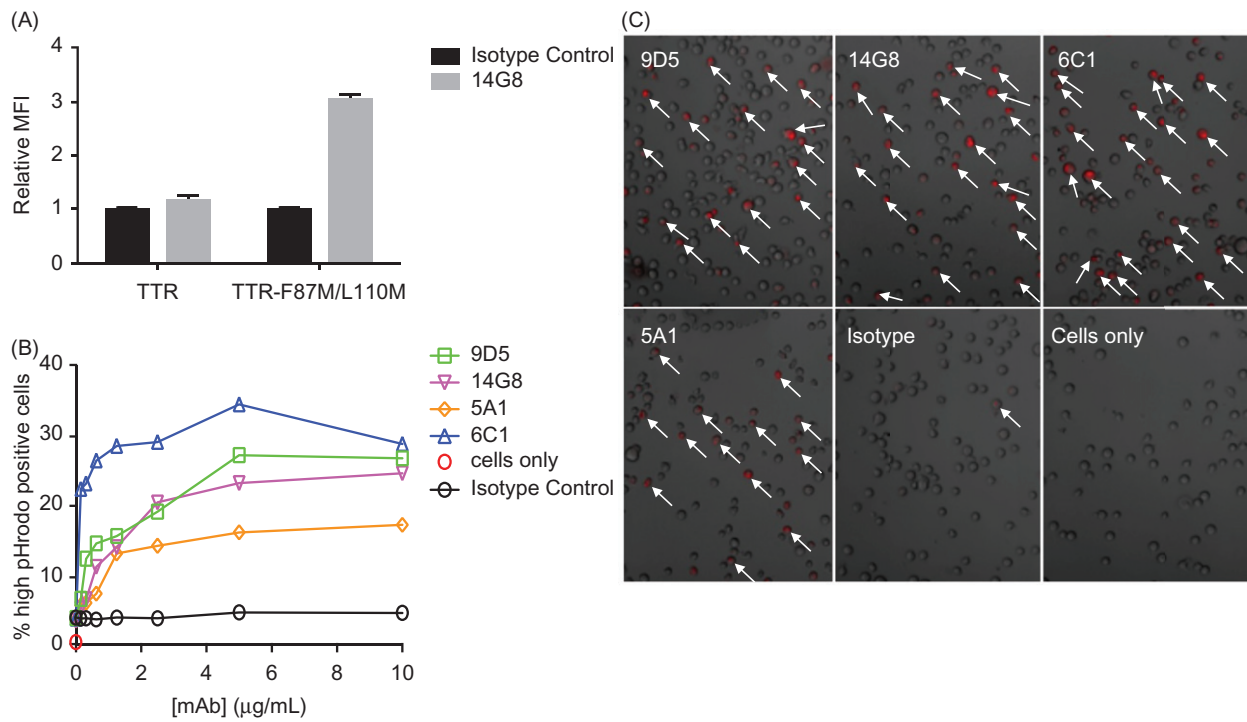 (A)
4
3
2
1
0
Relative MFI
TTR
TTR-F87M/L110M
Isotype Control
14G8
(B)
40
30
20
10
0
% high pHrodo positive cells
0 2 4 6 8 10
[mAb] (μg/mL)
9D5
14G8
5A1
6C1
cells only
Isotype Control
(C)
9D5
14G8
6C1
5A1
Isotype
Cells only